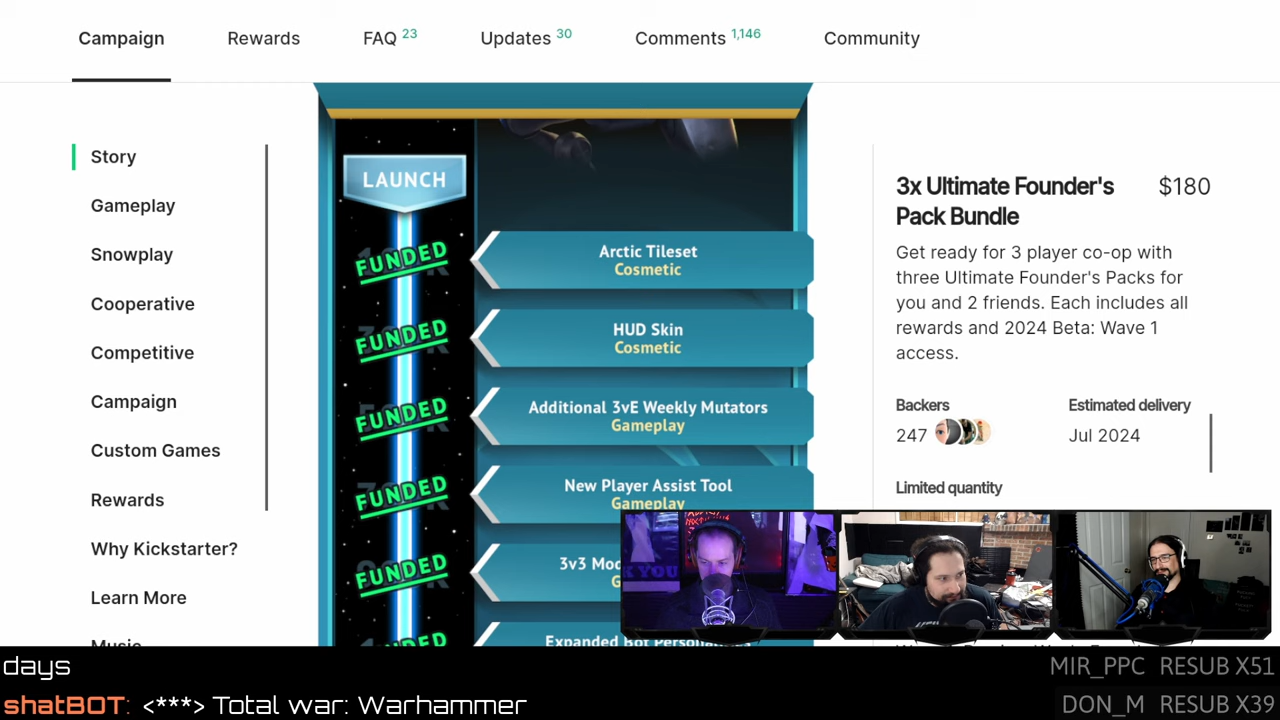 Campaign
Rewards
FAQ 23
Updates 30
Comments 1,146
Community
Story
Gameplay
Snowplay
Cooperative
Competitive
Campaign
Custom Games
Rewards
Why Kickstarter?
Learn More
LAUNCH
FUNDED
Arctic Tileset
Cosmetic
FUNDED
HUD Skin
Cosmetic
FUNDED
Additional 3vE Weekly Mutators
Gameplay
FUNDED
New Player Assist Tool
Gameplay
FUNDED
3v3
Expanded Bot
3x Ultimate Founder's $180
Pack Bundle
Get ready for 3 player co-op with
three Ultimate Founder's Packs for
you and 2 friends. Each includes all
rewards and 2024 Beta: Wave 1
access.
Backers
247
Estimated delivery
Jul 2024
Limited quantity
days
shatBOT: <***> Total war: Warhammer
MIR_PPC RESUB X51
DON_M RESUB X39